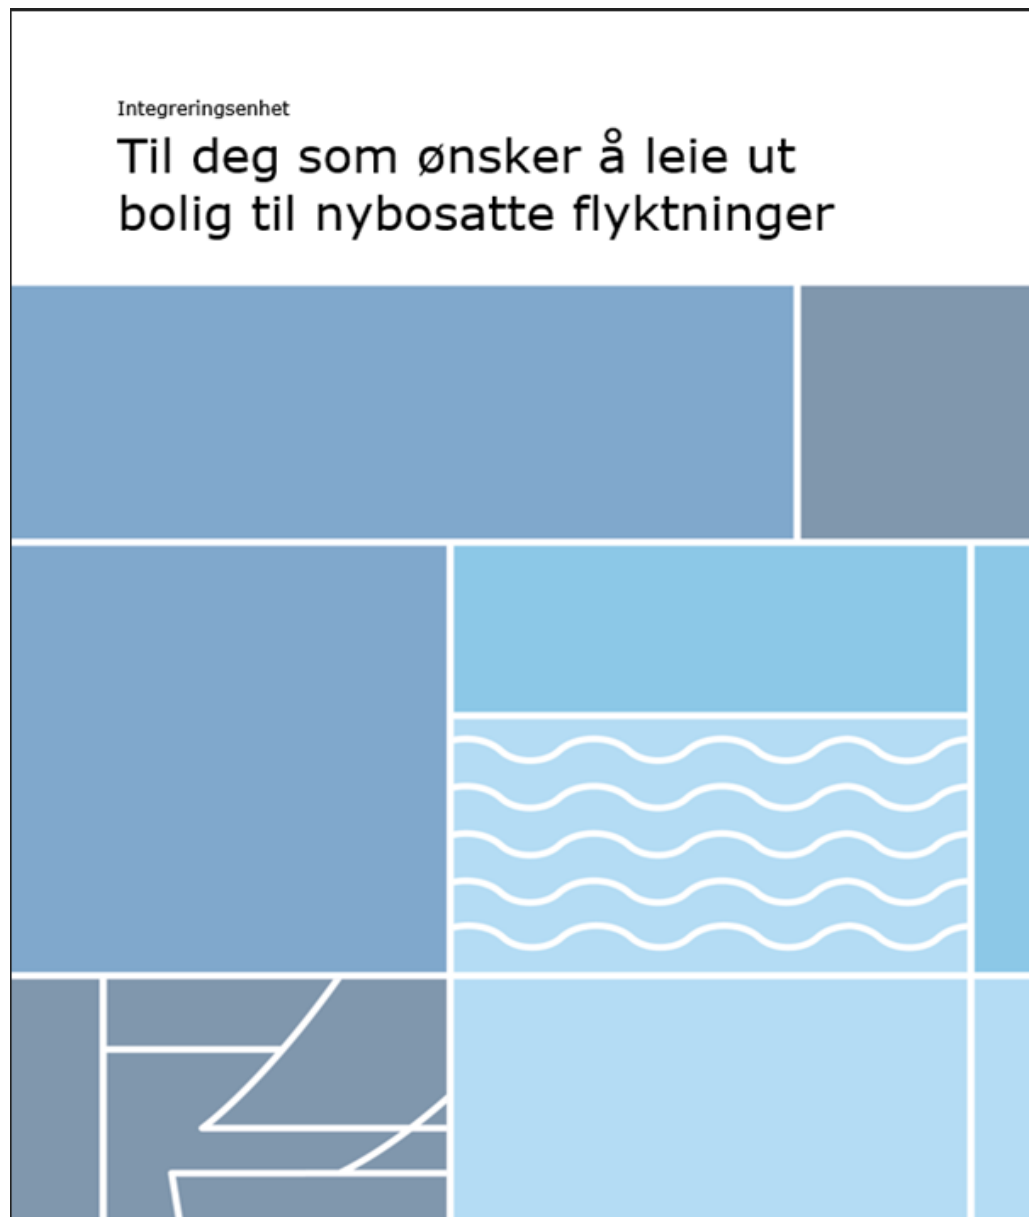 Integreringsenhet
Til deg som ønsker å leie ut
bolig til nybosatte flyktninger